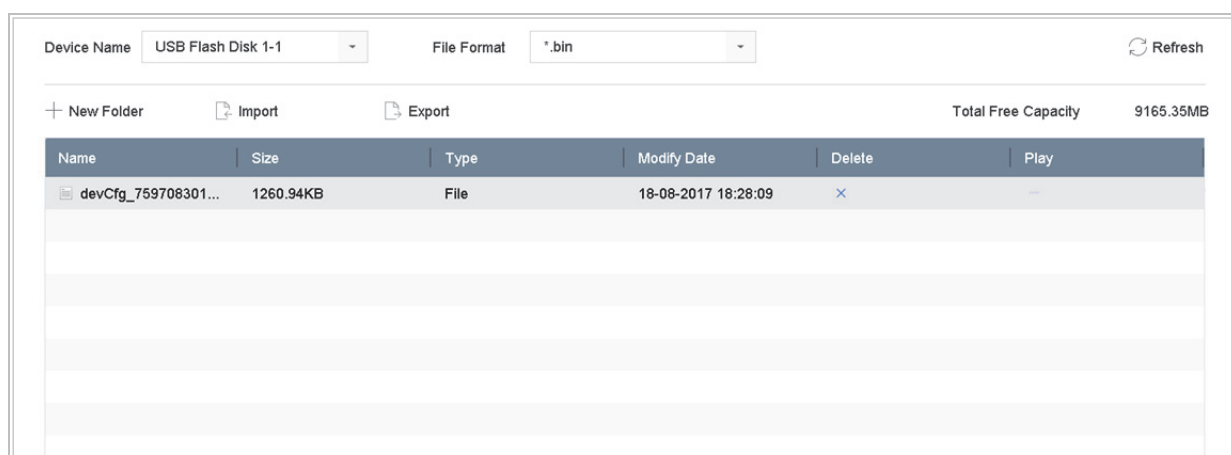 Device Name USB Flash Disk 1-1 File Format *.bin Refresh
New Folder Import Export Total Free Capacity 9165.35MB
Name Size Type Modify Date Delete Play
devCfg_759708301... 1260.94KB File 18-08-2017 18:28:09